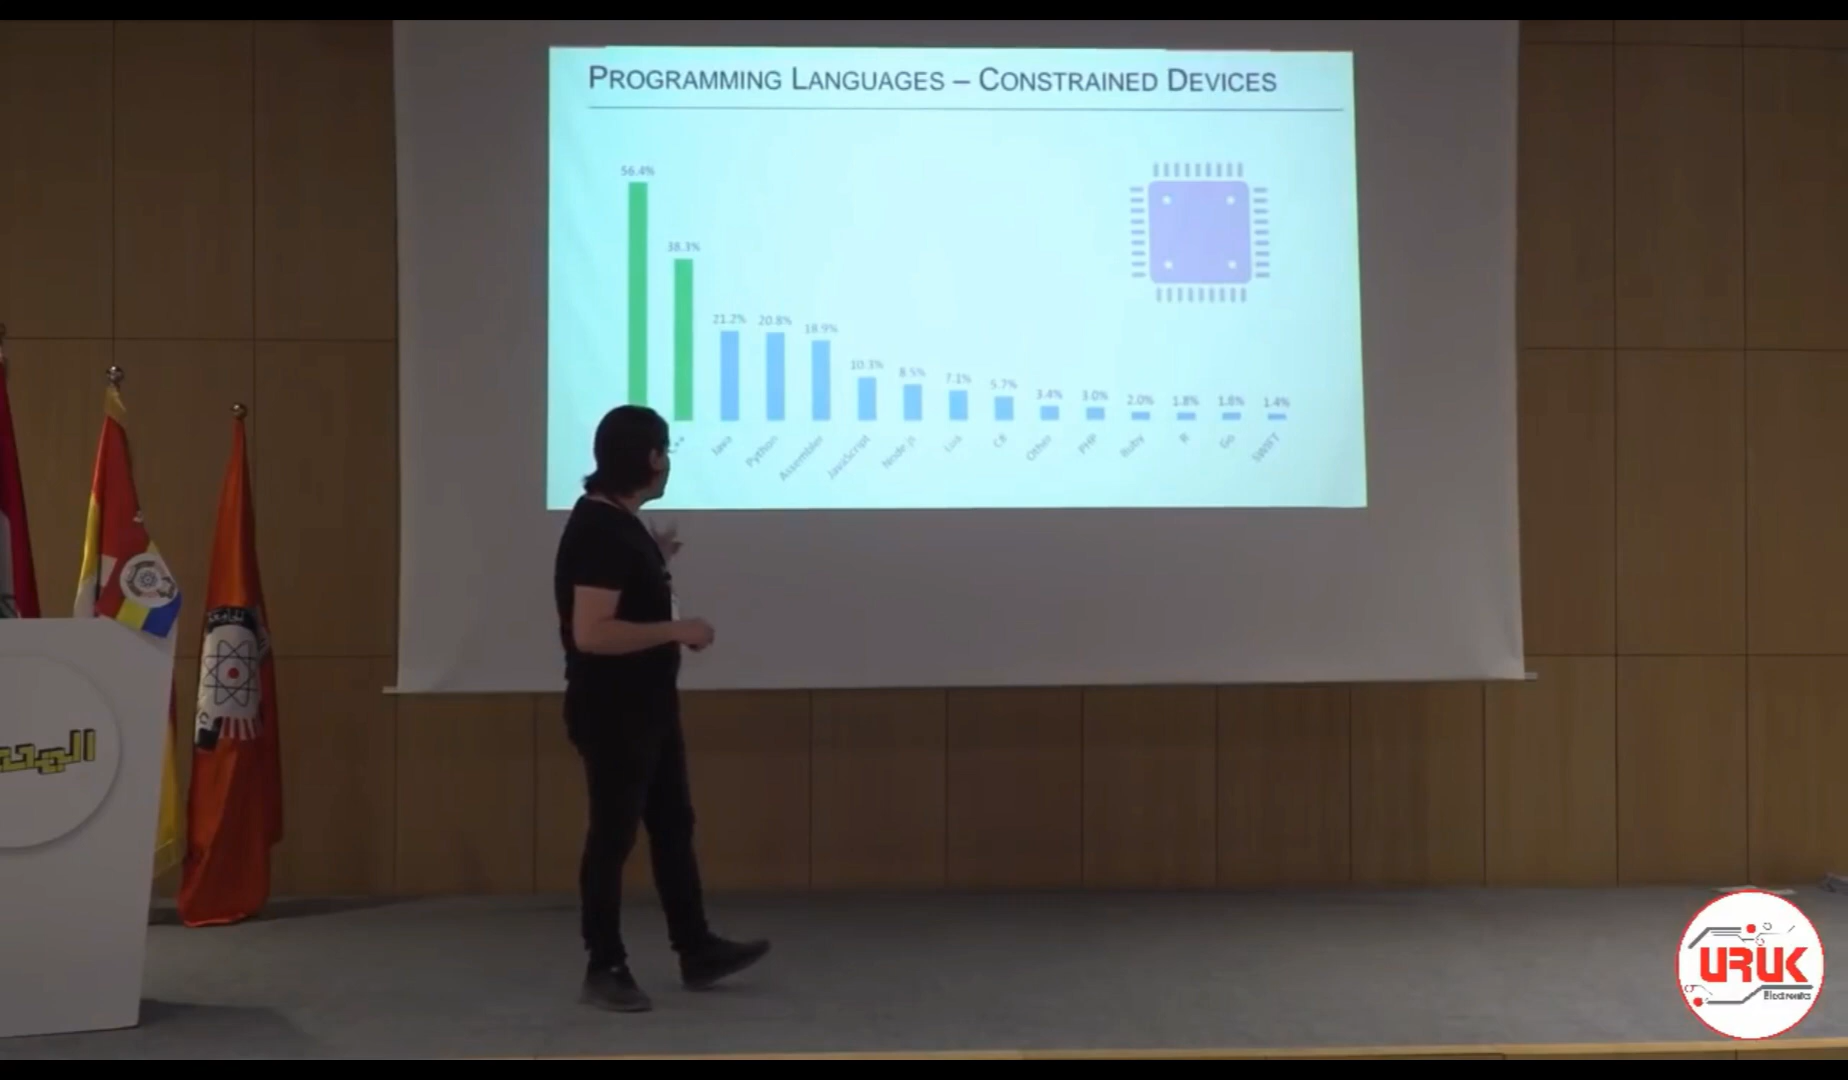 PROGRAMMING LANGUAGES – CONSTRAINED DEVICES
56.4%
38.3%
21.2%
20.8%
18.9%
10.3%
8.5%
7.1%
5.7%
3.4%
3.0%
2.0%
1.8%
1.8%
1.4%
C++
Java
Python
Assembler
JavaScript
Node.js
Lua
C#
Other
PHP
Ruby
R
Go
SWIFT
URUK
Electronics